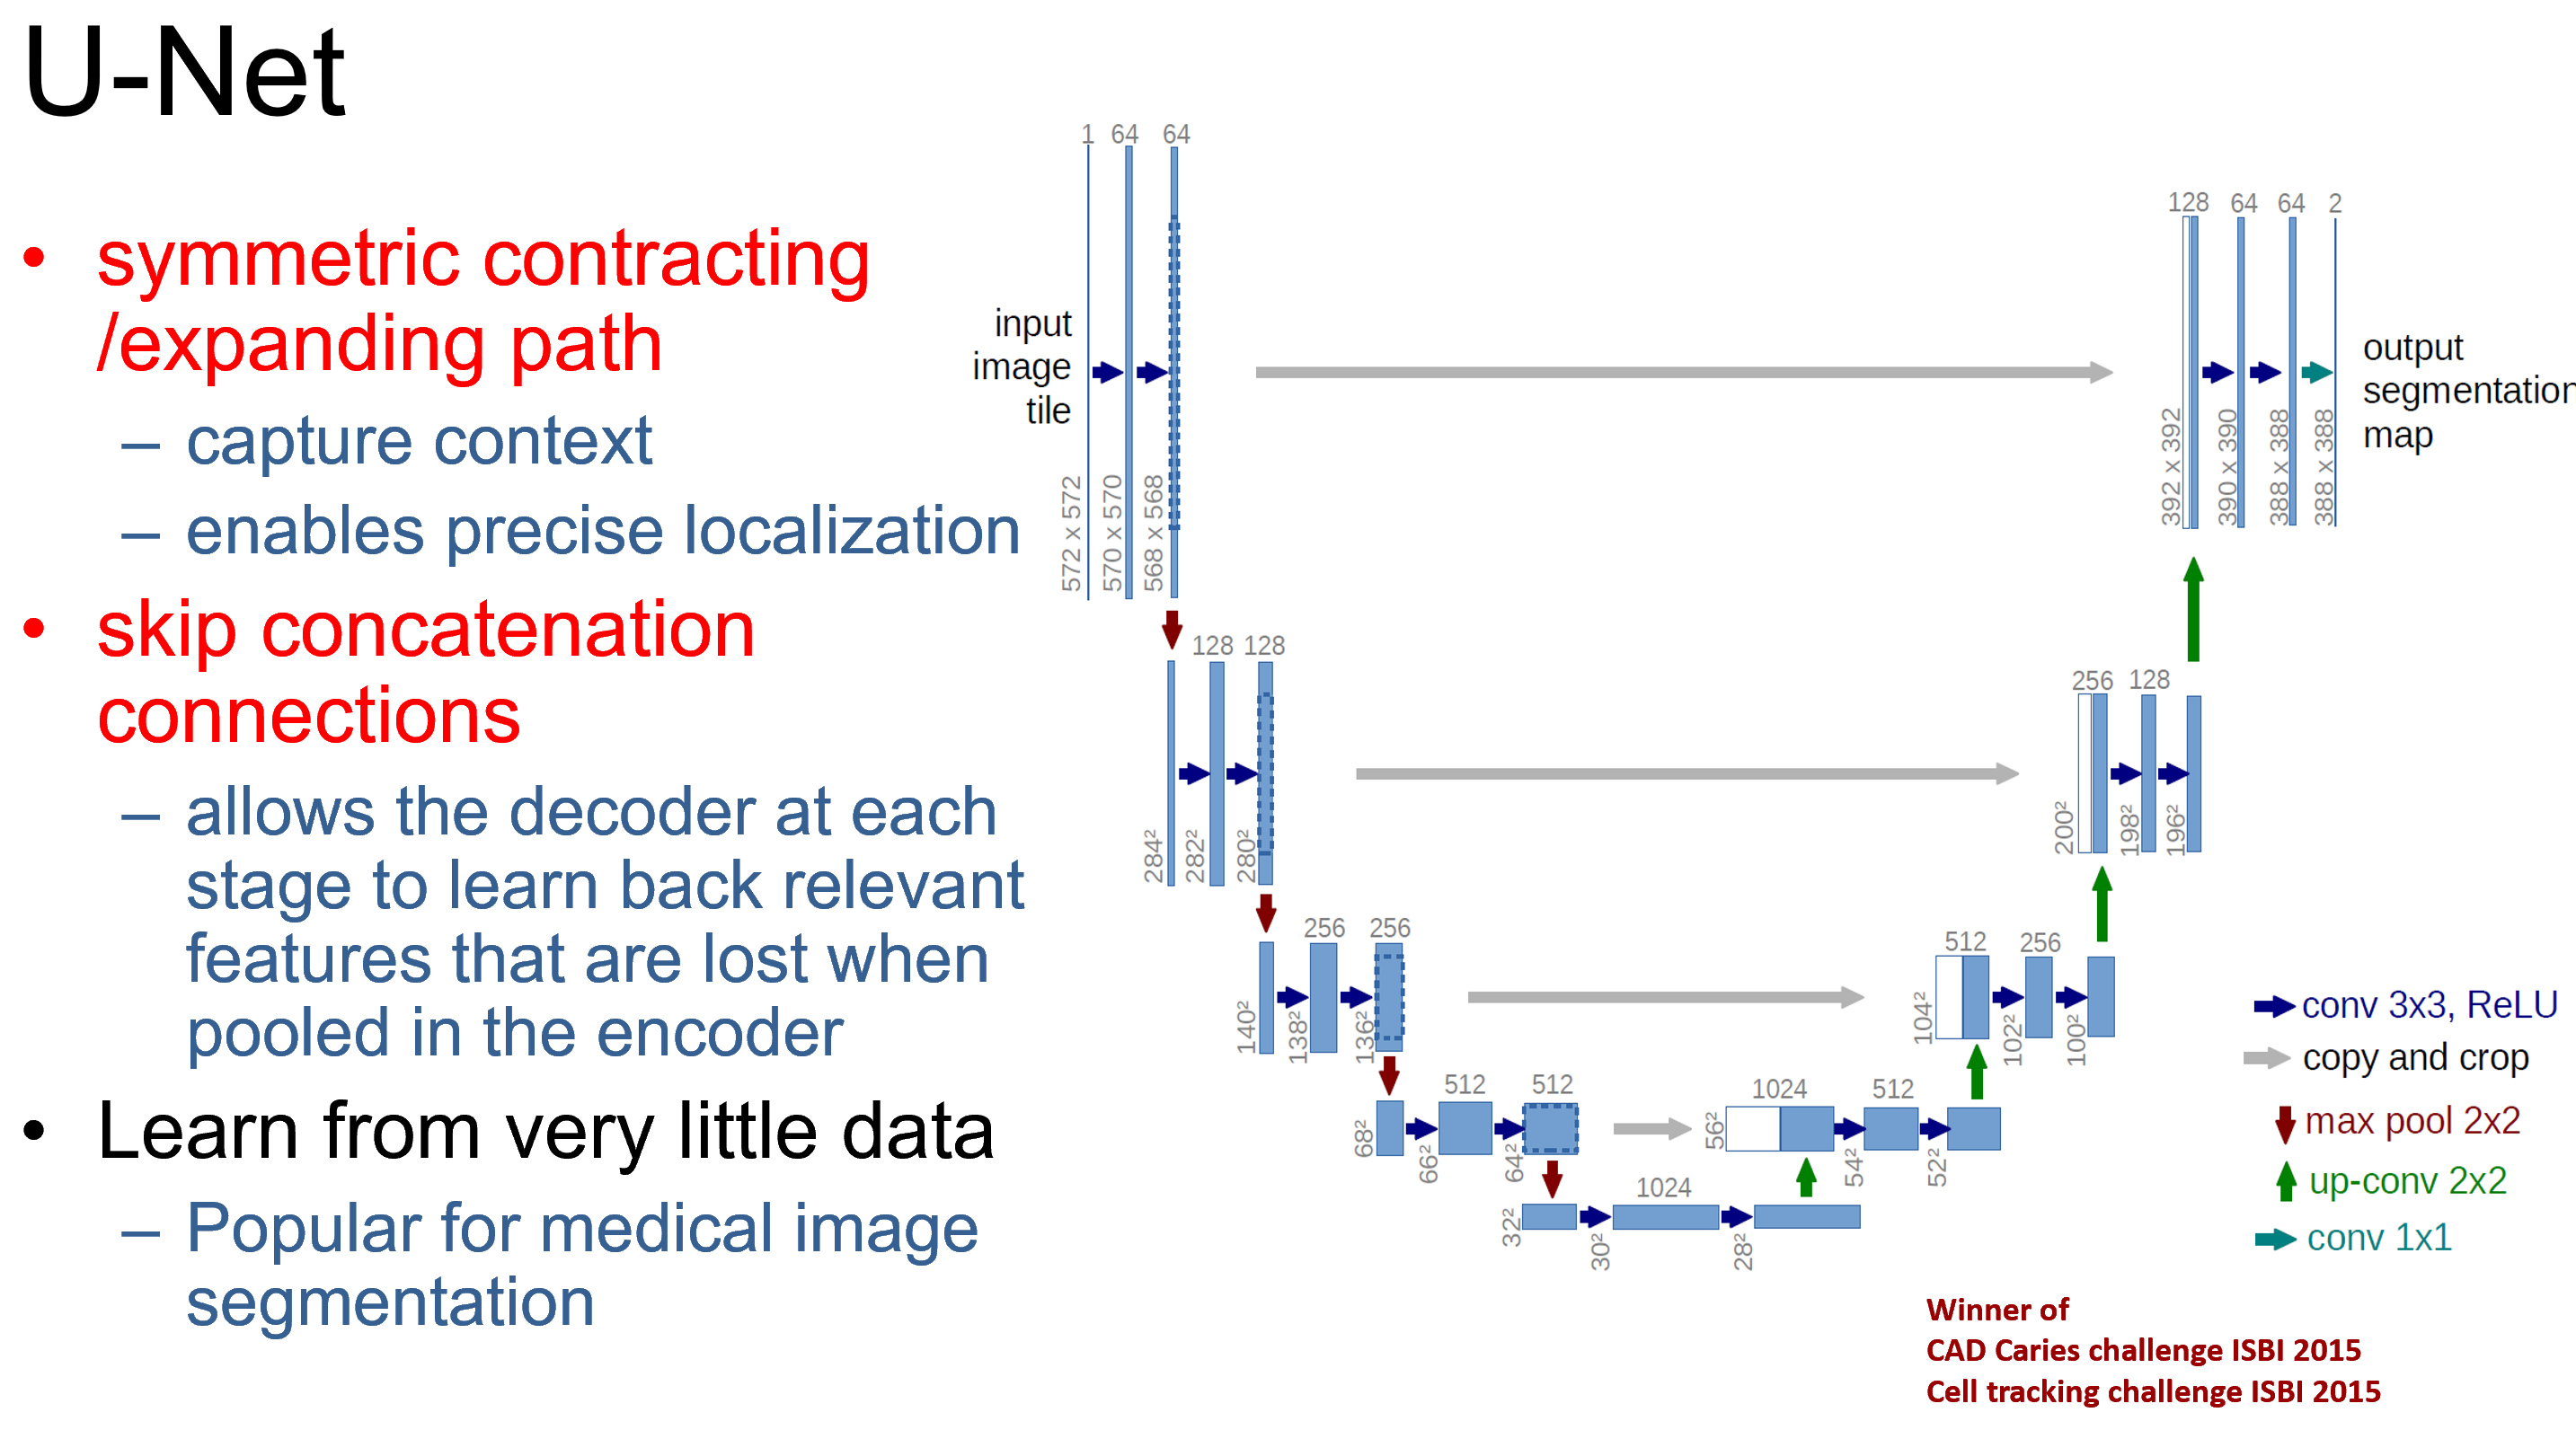 U-Net
• symmetric contracting
/expanding path
– capture context
– enables precise localization
• skip concatenation
connections
– allows the decoder at each
stage to learn back relevant
features that are lost when
pooled in the encoder
• Learn from very little data
– Popular for medical image
segmentation
1 64 64
input
image
tile
572 x 572
570 x 570
568 x 568
128 64 64 2
output
segmentation
map
392 x 392
390 x 390
388 x 388
388 x 388
128 128
284²
282²
280²
256 128
200²
198²
196²
256 256
140²
138²
136²
512 256
104²
102²
100²
512 512
68²
66²
64²
1024 512
56²
54²
52²
1024
32²
30²
28²
conv 3x3, ReLU
copy and crop
max pool 2x2
up-conv 2x2
conv 1x1
Winner of
CAD Caries challenge ISBI 2015
Cell tracking challenge ISBI 2015